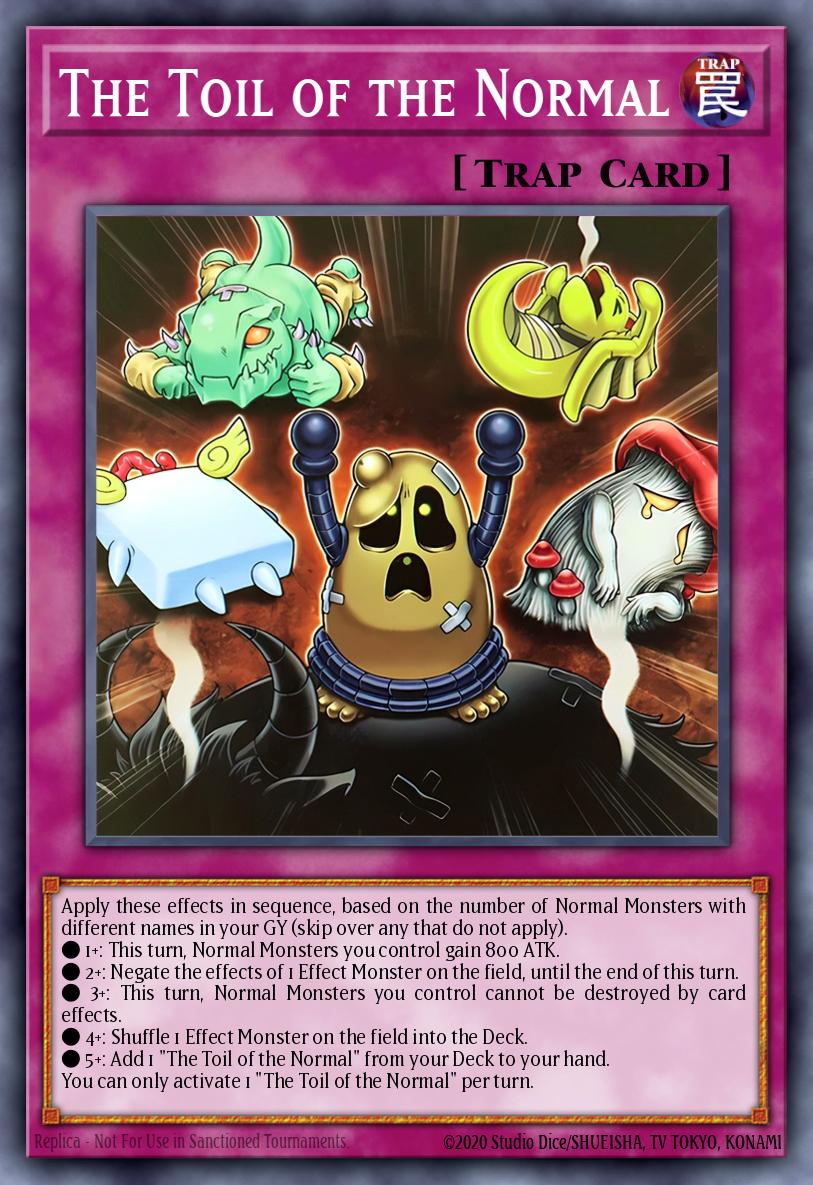 THE TOIL OF THE NORMAL
TRAP
罠
[TRAP CARD]
Apply these effects in sequence, based on the number of Normal Monsters with
different names in your GY (skip over any that do not apply).
● 1+: This turn, Normal Monsters you control gain 800 ATK.
● 2+: Negate the effects of 1 Effect Monster on the field, until the end of this turn.
● 3+: This turn, Normal Monsters you control cannot be destroyed by card
effects.
● 4+: Shuffle 1 Effect Monster on the field into the Deck.
● 5+: Add 1 "The Toil of the Normal" from your Deck to your hand.
You can only activate 1 "The Toil of the Normal" per turn.
Replica - Not For Use in Sanctioned Tournaments.
©2020 Studio Dice/SHUEISHA, TV TOKYO, KONAMI